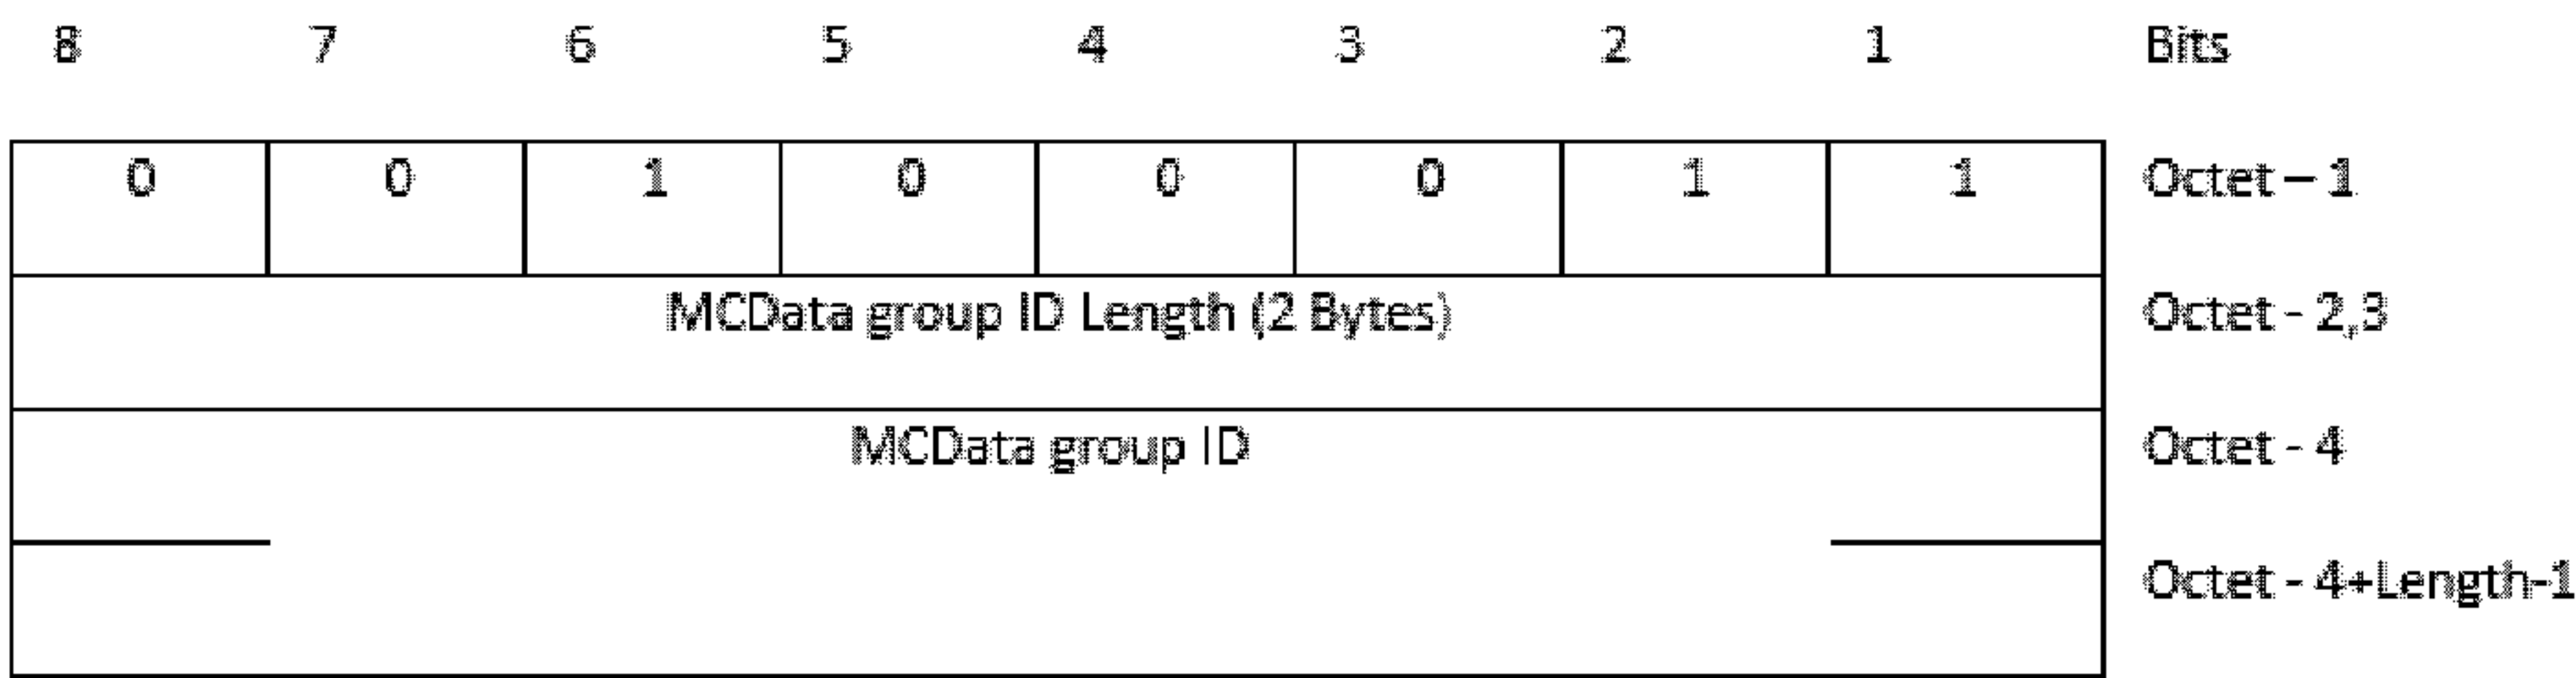 8 7 6 5 4 3 2 1 Bits
0 0 1 0 0 0 1 1 Octet – 1
MCData group ID Length (2 Bytes) Octet - 2,3
MCData group ID Octet - 4
Octet - 4+Length-1